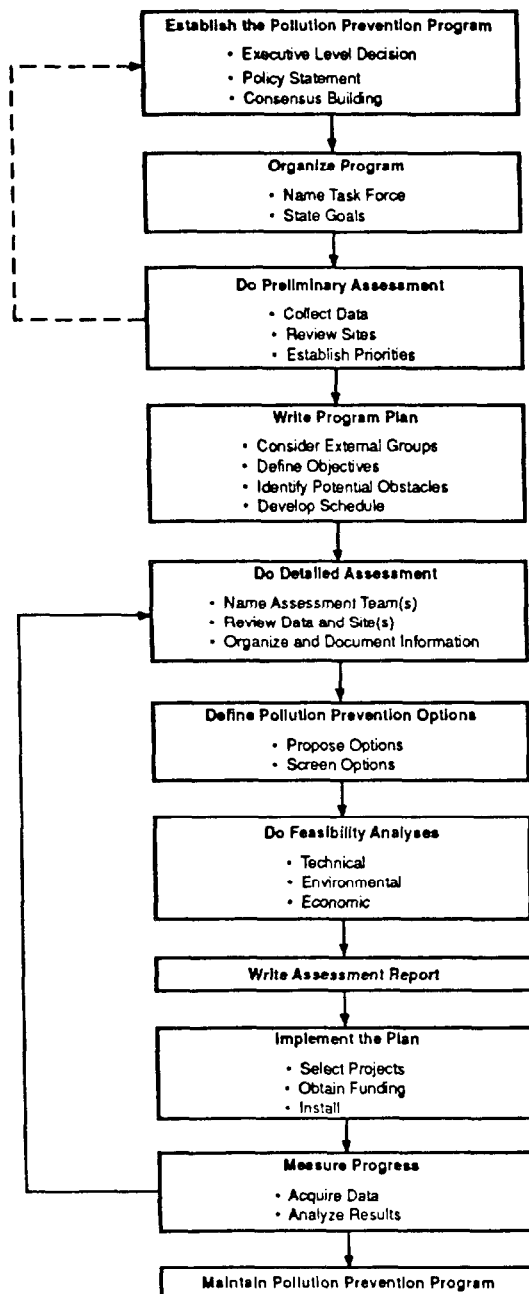 Establish the Pollution Prevention Program
• Executive Level Decision
• Policy Statement
• Consensus Building
Organize Program
• Name Task Force
• State Goals
Do Preliminary Assessment
• Collect Data
• Review Sites
• Establish Priorities
Write Program Plan
• Consider External Groups
• Define Objectives
• Identify Potential Obstacles
• Develop Schedule
Do Detailed Assessment
• Name Assessment Team(s)
• Review Data and Site(s)
• Organize and Document Information
Define Pollution Prevention Options
• Propose Options
• Screen Options
Do Feasibility Analyses
• Technical
• Environmental
• Economic
Write Assessment Report
Implement the Plan
• Select Projects
• Obtain Funding
• Install
Measure Progress
• Acquire Data
• Analyze Results
Maintain Pollution Prevention Program